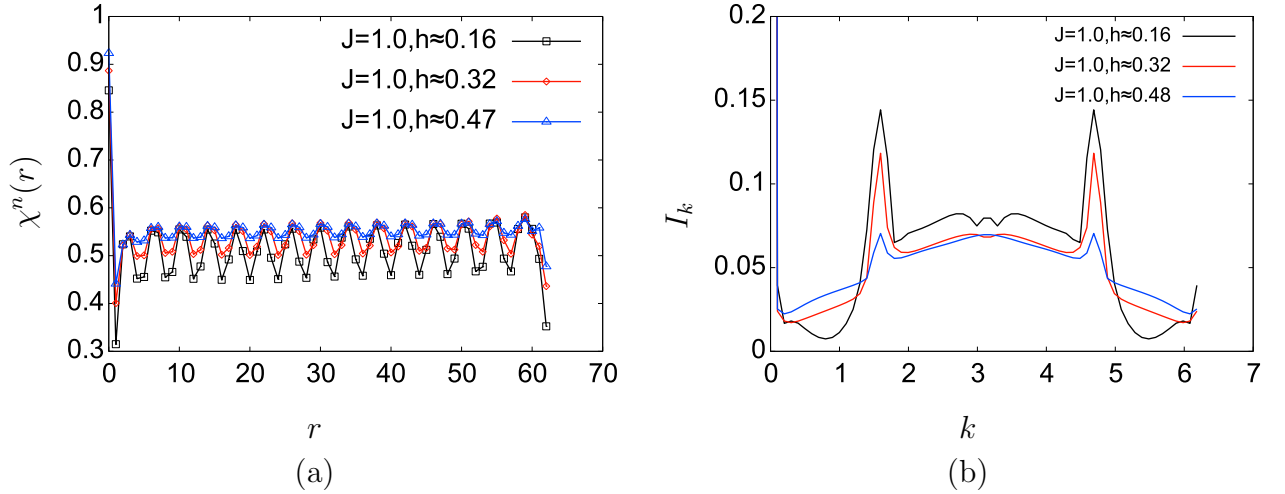 J=1.0,h≈0.16
J=1.0,h≈0.32
J=1.0,h≈0.47
1
0.9
0.8
0.7
0.6
0.5
0.4
0.3
0 10 20 30 40 50 60 70
χⁿ(r)
r
(a)
J=1.0,h≈0.16
J=1.0,h≈0.32
J=1.0,h≈0.48
0.2
0.15
0.1
0.05
0
0 1 2 3 4 5 6 7
Iₖ
k
(b)